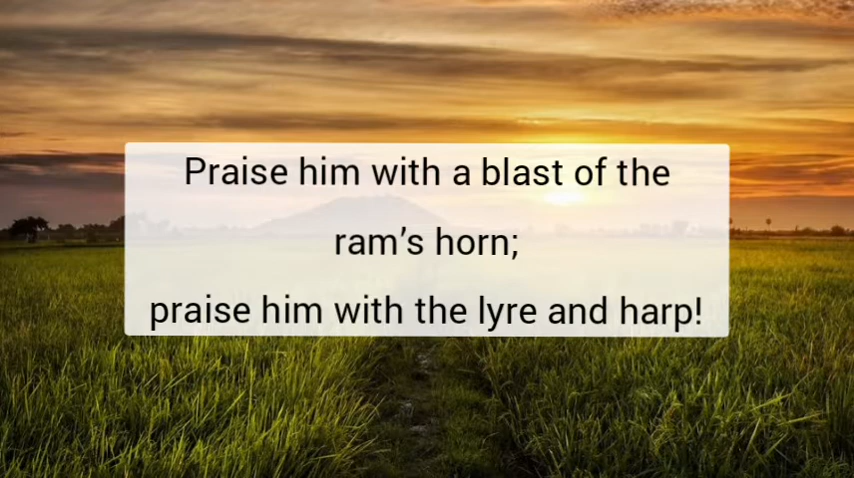 Praise him with a blast of the
ram’s horn;
praise him with the lyre and harp!